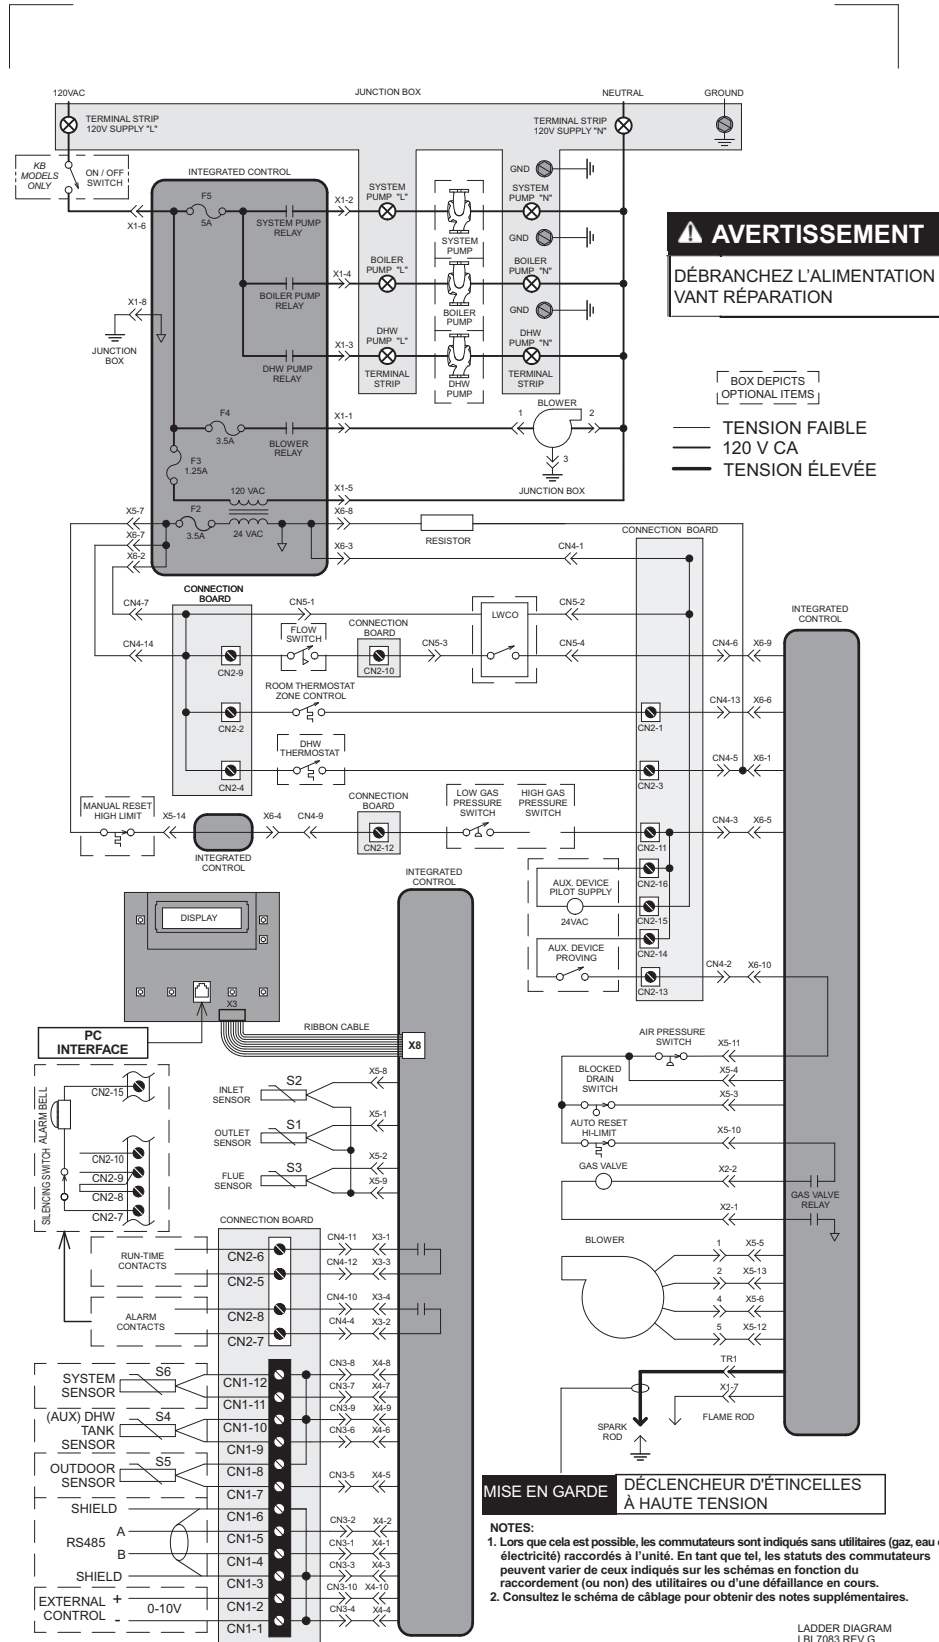 120VAC
JUNCTION BOX
NEUTRAL
GROUND
TERMINAL STRIP
120V SUPPLY "L"
TERMINAL STRIP
120V SUPPLY "N"
KB
MODELS
ONLY
ON / OFF
SWITCH
INTEGRATED CONTROL
F5
5A
X1-6
SYSTEM PUMP
RELAY
X1-2
SYSTEM
PUMP "L"
SYSTEM
PUMP
GND
SYSTEM
PUMP "N"
GND
BOILER PUMP
RELAY
X1-4
BOILER
PUMP "L"
BOILER
PUMP
BOILER
PUMP "N"
GND
X1-8
JUNCTION
BOX
DHW PUMP
RELAY
X1-3
DHW
PUMP "L"
TERMINAL
STRIP
DHW
PUMP
DHW
PUMP "N"
TERMINAL
STRIP
AVERTISSEMENT
DÉBRANCHEZ L'ALIMENTATION
VANT RÉPARATION
BOX DEPICTS
OPTIONAL ITEMS
TENSION FAIBLE
120 V CA
TENSION ÉLEVÉE
F4
3.5A
BLOWER
RELAY
X1-1
BLOWER
1
2
3
JUNCTION BOX
F3
1.25A
120 VAC
X1-5
F2
3.5A
24 VAC
X5-7
X6-7
X6-2
X6-8
RESISTOR
X6-3
CN4-1
CONNECTION BOARD
CONNECTION
BOARD
CN4-7
CN5-1
CN5-2
LWCO
CN4-14
CN2-9
FLOW
SWITCH
CONNECTION
BOARD
CN2-10
CN5-3
CN5-4
CN4-6
X6-9
INTEGRATED
CONTROL
ROOM THERMOSTAT
ZONE CONTROL
CN2-2
CN2-1
CN4-13
X6-6
DHW
THERMOSTAT
CN2-4
CN2-3
CN4-5
X6-1
MANUAL RESET
HIGH LIMIT
X5-14
INTEGRATED
CONTROL
X6-4
CN4-9
CONNECTION
BOARD
CN2-12
LOW GAS
PRESSURE
SWITCH
HIGH GAS
PRESSURE
SWITCH
CN2-11
CN4-3
X6-5
CN2-16
AUX. DEVICE
PILOT SUPPLY
24VAC
CN2-15
CN2-14
AUX. DEVICE
PROVING
CN2-13
CN4-2
X6-10
DISPLAY
X3
INTEGRATED
CONTROL
RIBBON CABLE
X8
PC
INTERFACE
AIR PRESSURE
SWITCH
X5-11
X5-4
BLOCKED
DRAIN
SWITCH
X5-3
AUTO RESET
HI-LIMIT
X5-10
GAS VALVE
X2-2
GAS VALVE
RELAY
X2-1
SILENCING SWITCH
ALARM BELL
CN2-15
CN2-10
CN2-9
CN2-8
CN2-7
INLET
SENSOR
S2
X5-8
OUTLET
SENSOR
S1
X5-1
FLUE
SENSOR
S3
X5-2
X5-9
BLOWER
1
X5-5
2
X5-13
4
X5-6
5
X5-12
TR1
X1-7
SPARK
ROD
FLAME ROD
CONNECTION BOARD
RUN-TIME
CONTACTS
CN2-6
CN4-11
X3-1
CN2-5
CN4-12
X3-3
ALARM
CONTACTS
CN2-8
CN4-10
X3-4
CN2-7
CN4-4
X3-2
SYSTEM
SENSOR
S6
CN1-12
CN3-8
X4-8
CN1-11
CN3-7
X4-7
(AUX) DHW
TANK
SENSOR
S4
CN1-10
CN3-9
X4-9
CN1-9
CN3-6
X4-6
OUTDOOR
SENSOR
S5
CN1-8
CN1-7
CN3-5
X4-5
RS485
SHIELD
CN1-6
A
CN1-5
CN3-2
X4-2
B
CN1-4
CN3-1
X4-1
SHIELD
CN1-3
CN3-3
X4-3
EXTERNAL
CONTROL
+
-
0-10V
CN1-2
CN3-10
X4-10
CN1-1
CN3-4
X4-4
MISE EN GARDE
DÉCLENCHEUR D'ÉTINCELLES
À HAUTE TENSION
NOTES:
1. Lors que cela est possible, les commutateurs sont indiqués sans utilitaires (gaz, eau
électricité) raccordés à l'unité. En tant que tel, les statuts des commutateurs
peuvent varier de ceux indiqués sur les schémas en fonction du
raccordement (ou non) des utilitaires ou d'une défaillance en cours.
2. Consultez le schéma de câblage pour obtenir des notes supplémentaires.
LADDER DIAGRAM
LBL7083 REV G